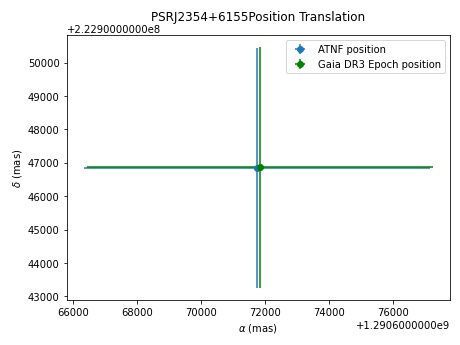 PSRJ2354+6155Position Translation
+2.2290000000e8
ATNF position
Gaia DR3 Epoch position
50000
49000
48000
47000
46000
45000
44000
43000
δ (mas)
66000 68000 70000 72000 74000 76000
α (mas)
+1.2906000000e9